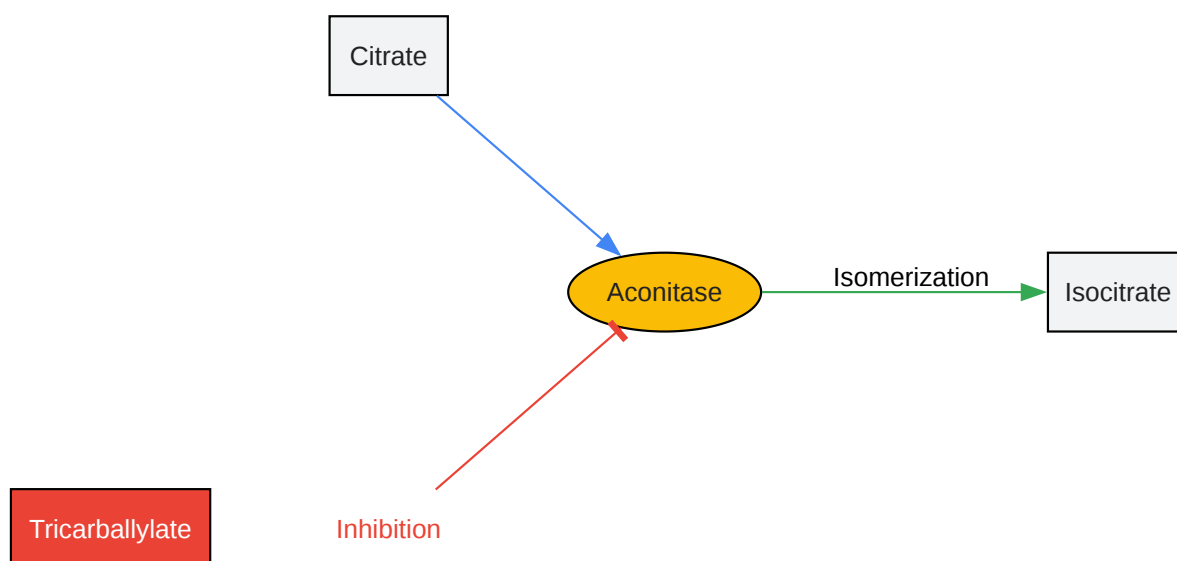 Citrate
Aconitase
Isomerization
Isocitrate
Tricarballylate
Inhibition